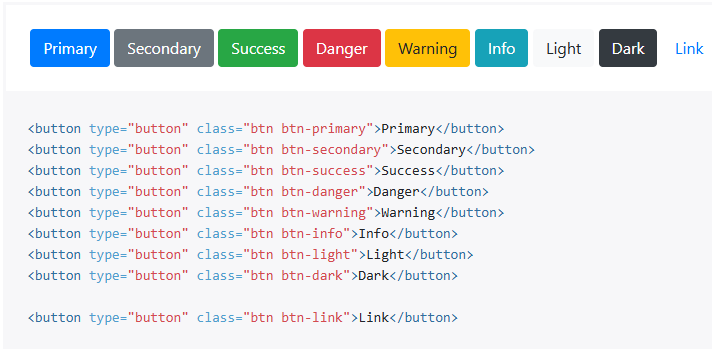 Primary Secondary Success Danger Warning Info Light Dark Link
<button type="button" class="btn btn-primary">Primary</button>
<button type="button" class="btn btn-secondary">Secondary</button>
<button type="button" class="btn btn-success">Success</button>
<button type="button" class="btn btn-danger">Danger</button>
<button type="button" class="btn btn-warning">Warning</button>
<button type="button" class="btn btn-info">Info</button>
<button type="button" class="btn btn-light">Light</button>
<button type="button" class="btn btn-dark">Dark</button>
<button type="button" class="btn btn-link">Link</button>